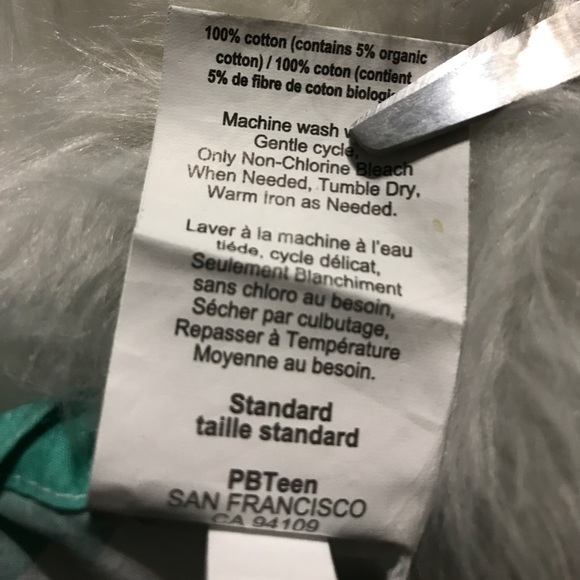 100% cotton (contains 5% organic
cotton) / 100% coton (contient
5% de fibre de coton
Machine wash
Gentle cycle,
Only Non-Chlorine Bleach
When Needed, Tumble Dry,
Warm Iron as Needed.
Laver à la machine à l'eau
tiéde, cycle délicat,
Seulement Blanchiment
sans chloro au besoin,
Sécher par culbutage,
Repasser à Température
Moyenne au besoin.
Standard
taille standard
PBTeen
SAN FRANCISCO
CA 94109